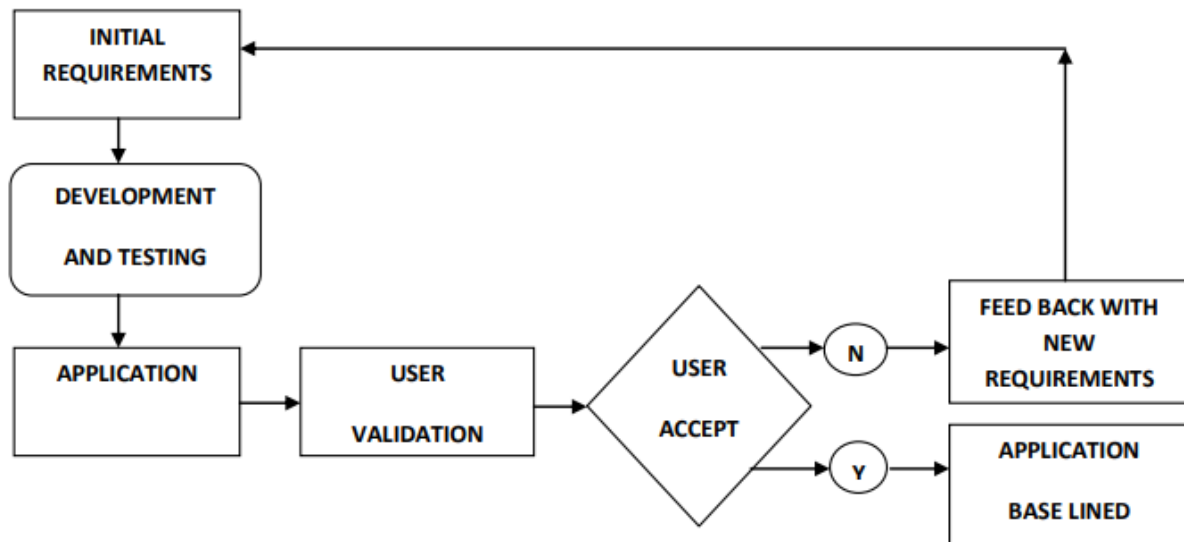 INITIAL
REQUIREMENTS
DEVELOPMENT
AND TESTING
APPLICATION
USER
VALIDATION
USER
ACCEPT
N
FEED BACK WITH
NEW
REQUIREMENTS
Y
APPLICATION
BASE LINED